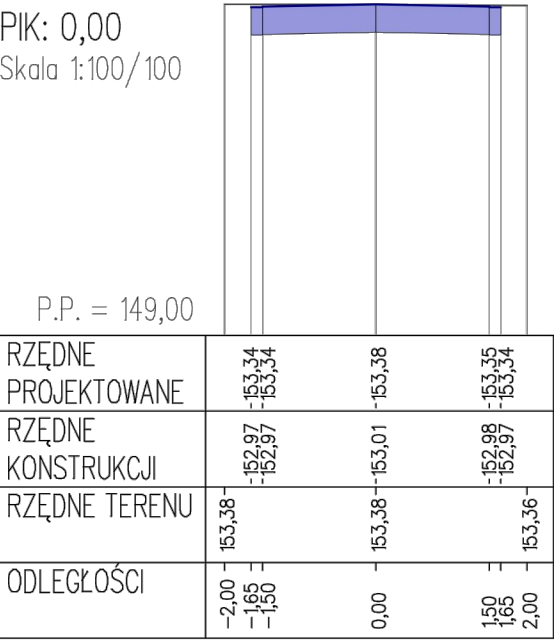 PIK: 0,00
Skala 1:100/100
P.P. = 149,00
RZĘDNE
PROJEKTOWANE
153,34
153,34
153,38
153,35
153,34
RZĘDNE
KONSTRUKCJI
152,97
152,97
153,01
152,98
152,97
RZĘDNE TERENU
153,38
153,38
153,36
ODLEGŁOŚCI
-2,00
-1,65
-1,50
0,00
1,50
1,65
2,00